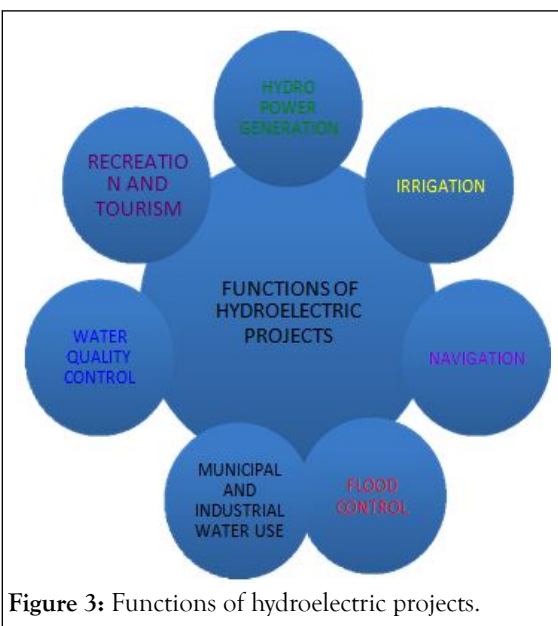 HYDRO
POWER
GENERATION
IRRIGATION
NAVIGATION
FLOOD
CONTROL
MUNICIPAL
AND
INDUSTRIAL
WATER USE
WATER
QUALITY
CONTROL
RECREATIO
N AND
TOURISM
FUNCTIONS OF
HYDROELECTRIC
PROJECTS
Figure 3: Functions of hydroelectric projects.